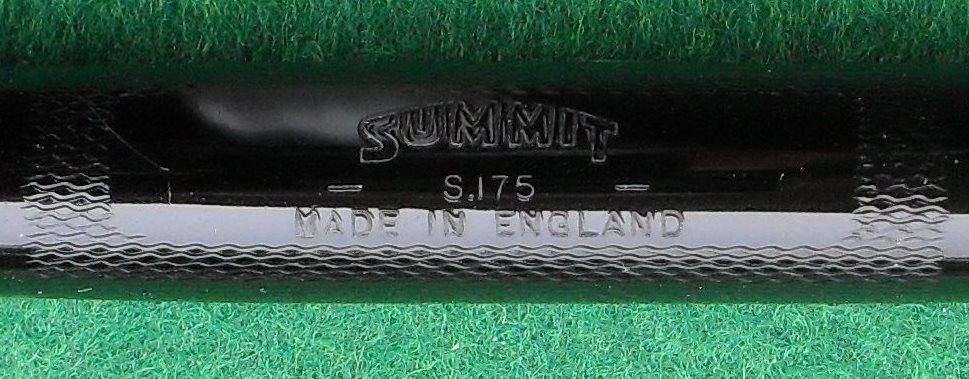 SUMMIT
— S.175 —
MADE IN ENGLAND